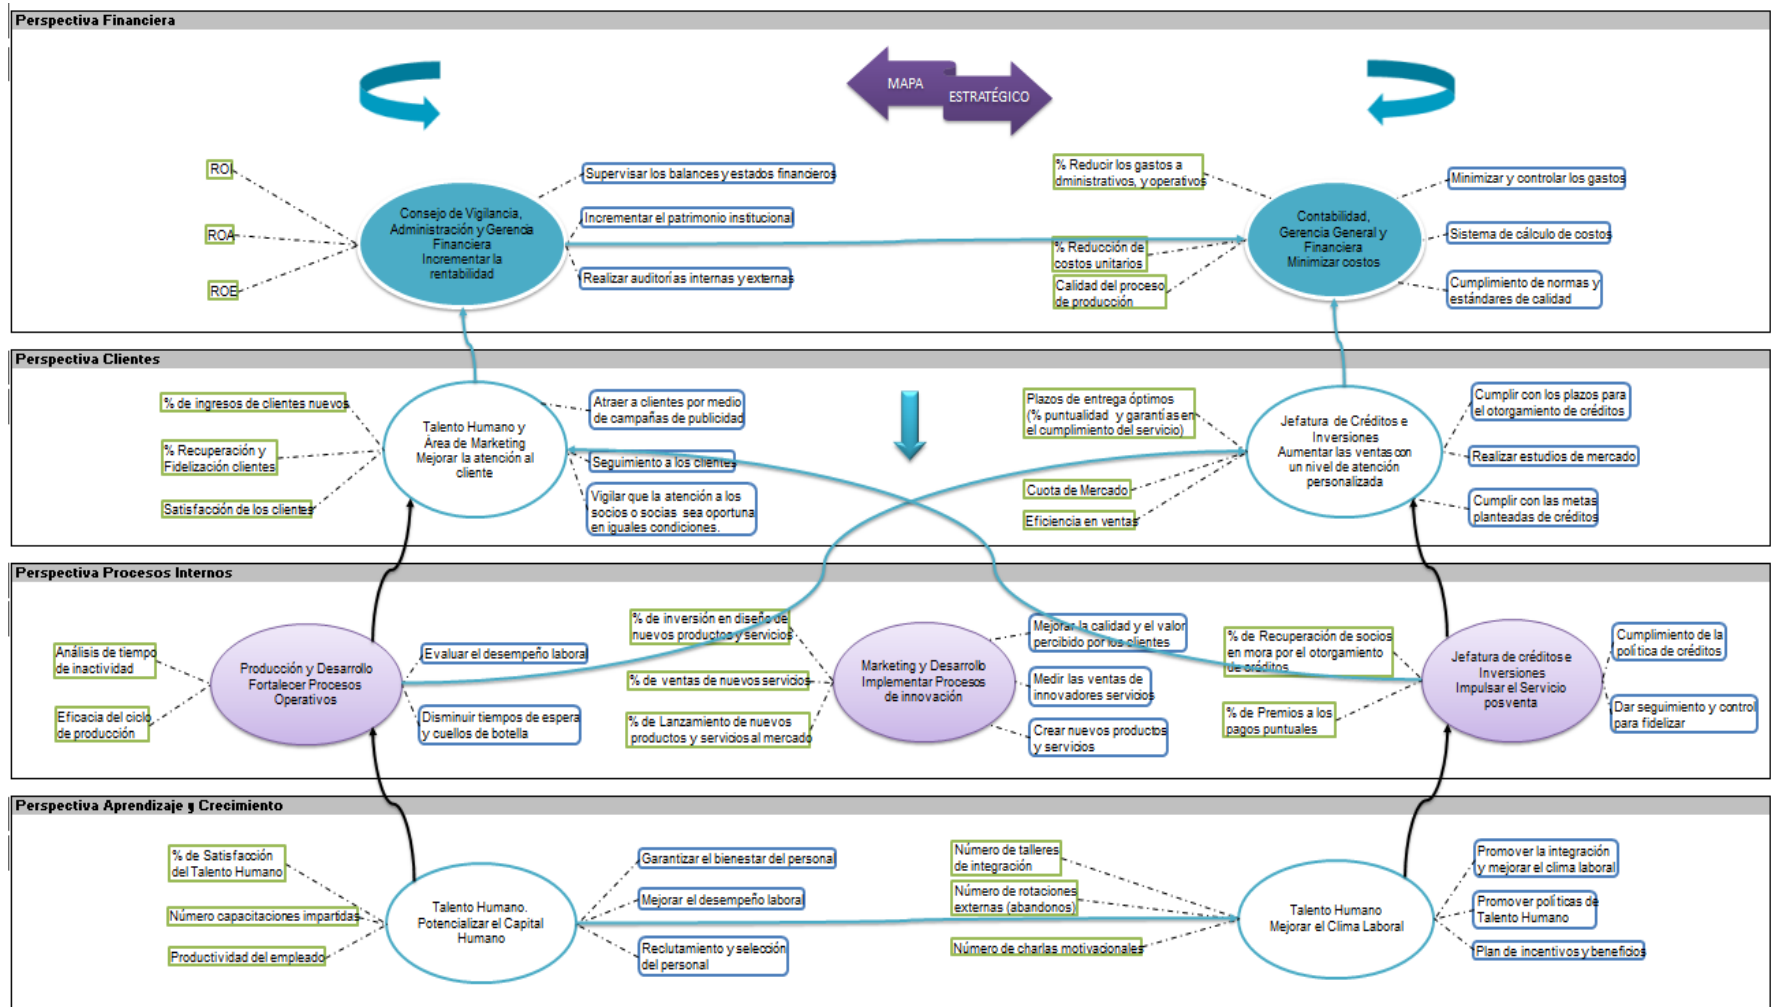 Perspectiva Financiera
MAPA
ESTRATÉGICO
ROI
ROA
ROE
Consejo de Vigilancia,
Administración y Gerencia
Financiera
Incrementar la
rentabilidad
Supervisar los balances y estados financieros
Incrementar el patrimonio institucional
Realizar auditorías internas y externas
% Reducir los gastos a
dministrativos, y operativos
% Reducción de
costos unitarios
Calidad del proceso
de producción
Contabilidad,
Gerencia General y
Financiera
Minimizar costos
Minimizar y controlar los gastos
Sistema de cálculo de costos
Cumplimiento de normas y
estándares de calidad
Perspectiva Clientes
% de ingresos de clientes nuevos
% Recuperación y
Fidelización clientes
Satisfacción de los clientes
Talento Humano y
Área de Marketing
Mejorar la atención al
cliente
Atraer a clientes por medio
de campañas de publicidad
Seguimiento a los clientes
Vigilar que la atención a los
socios o socias sea oportuna
en iguales condiciones.
Plazos de entrega óptimos
(% puntualidad y garantías en
el cumplimiento del servicio)
Cuota de Mercado
Eficiencia en ventas
Jefatura de Créditos e
Inversiones
Aumentar las ventas con
un nivel de atención
personalizada
Cumplir con los plazos para
el otorgamiento de créditos
Realizar estudios de mercado
Cumplir con las metas
planteadas de créditos
Perspectiva Procesos Internos
Análisis de tiempo
de inactividad
Eficacia del ciclo
de producción
Producción y Desarrollo
Fortalecer Procesos
Operativos
Evaluar el desempeño laboral
Disminuir tiempos de espera
y cuellos de botella
% de inversión en diseño de
nuevos productos y servicios
% de ventas de nuevos servicios
% de Lanzamiento de nuevos
productos y servicios al mercado
Marketing y Desarrollo
Implementar Procesos
de innovación
Mejorar la calidad y el valor
percibido por los clientes
Medir las ventas de
innovadores servicios
Crear nuevos productos
y servicios
% de Recuperación de socios
en mora por el otorgamiento
de créditos
% de Premios a los
pagos puntuales
Jefatura de créditos e
Inversiones
Impulsar el Servicio
posventa
Cumplimiento de la
política de créditos
Dar seguimiento y control
para fidelizar
Perspectiva Aprendizaje y Crecimiento
% de Satisfacción
del Talento Humano
Número capacitaciones impartidas
Productividad del empleado
Talento Humano.
Potencializar el Capital
Humano
Garantizar el bienestar del personal
Mejorar el desempeño laboral
Reclutamiento y selección
del personal
Número de talleres
de integración
Número de rotaciones
externas (abandonos)
Número de charlas motivacionales
Talento Humano
Mejorar el Clima Laboral
Promover la integración
y mejorar el clima laboral
Promover políticas de
Talento Humano
Plan de incentivos y beneficios